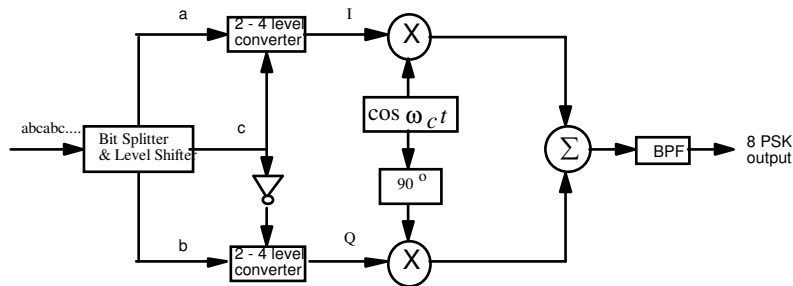 a
2 - 4 level
converter
I
X
cos ω_c t
abcabc....
Bit Splitter
& Level Shifter
c
90 o
Σ
BPF
8 PSK
output
b
2 - 4 level
converter
Q
X